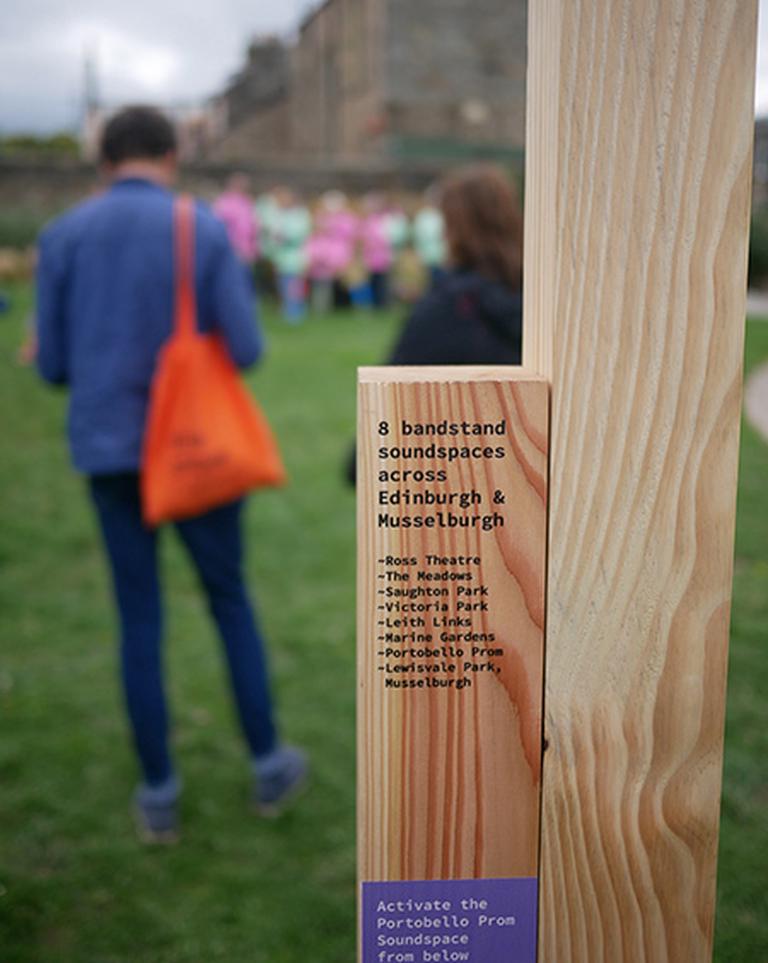 8 bandstand
soundspaces
across
Edinburgh &
Musselburgh
~Ross Theatre
~The Meadows
~Saughton Park
~Victoria Park
~Leith Links
~Marine Gardens
~Portobello Prom
~Lewisvale Park,
Musselburgh
Activate the
Portobello Prom
Soundspace
from below